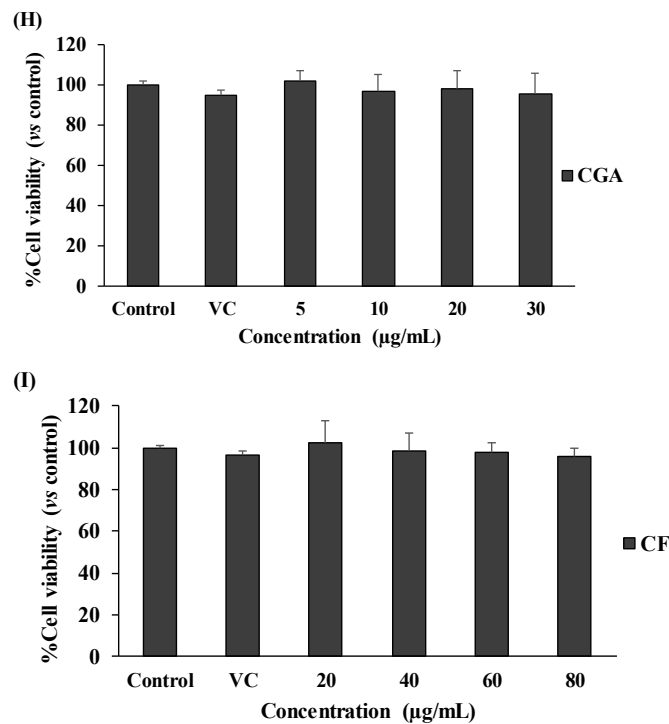 (H)
120
100
80
60
40
20
0
%Cell viability (vs control)
Control VC 5 10 20 30
Concentration (µg/mL)
CGA
(I)
120
100
80
60
40
20
0
%Cell viability (vs control)
Control VC 20 40 60 80
Concentration (µg/mL)
CF